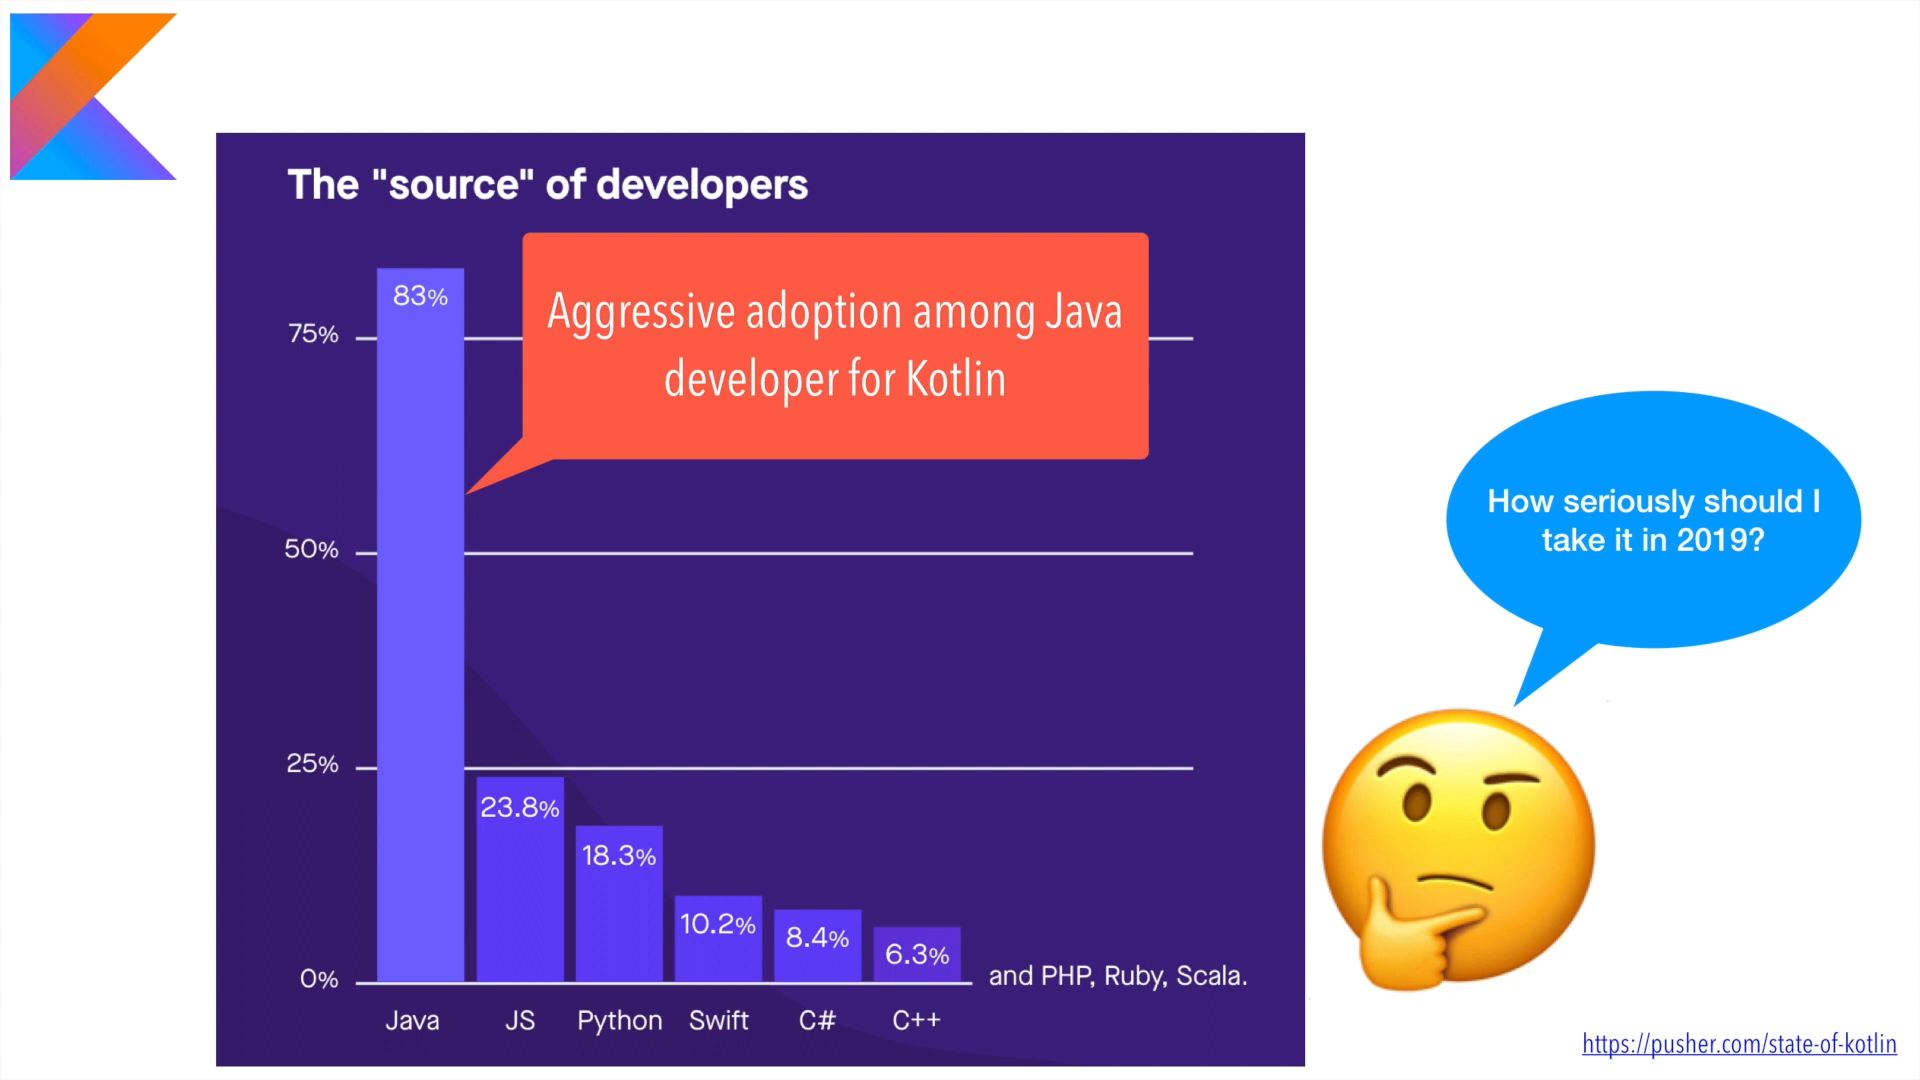 The "source" of developers
83%
Aggressive adoption among Java
developer for Kotlin
75%
50%
How seriously should I
take it in 2019?
25%
23.8%
18.3%
10.2%
8.4%
6.3%
0%
and PHP, Ruby, Scala.
Java JS Python Swift C# C++
https://pusher.com/state-of-kotlin